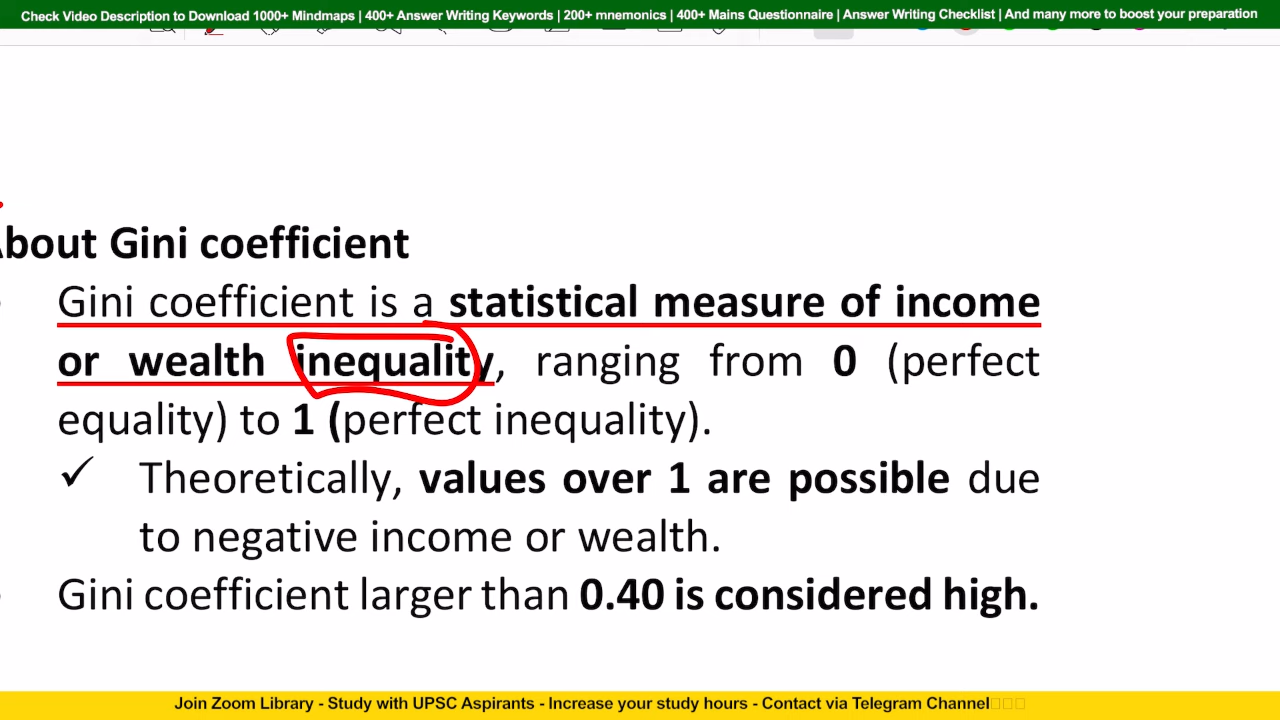 Check Video Description to Download 1000+ Mindmaps | 400+ Answer Writing Keywords | 200+ mnemonics | 400+ Mains Questionnaire | Answer Writing Checklist | And many more to boost your preparation
About Gini coefficient
Gini coefficient is a statistical measure of income
or wealth inequality, ranging from 0 (perfect
equality) to 1 (perfect inequality).
✓ Theoretically, values over 1 are possible due
to negative income or wealth.
Gini coefficient larger than 0.40 is considered high.
Join Zoom Library - Study with UPSC Aspirants - Increase your study hours - Contact via Telegram Channel